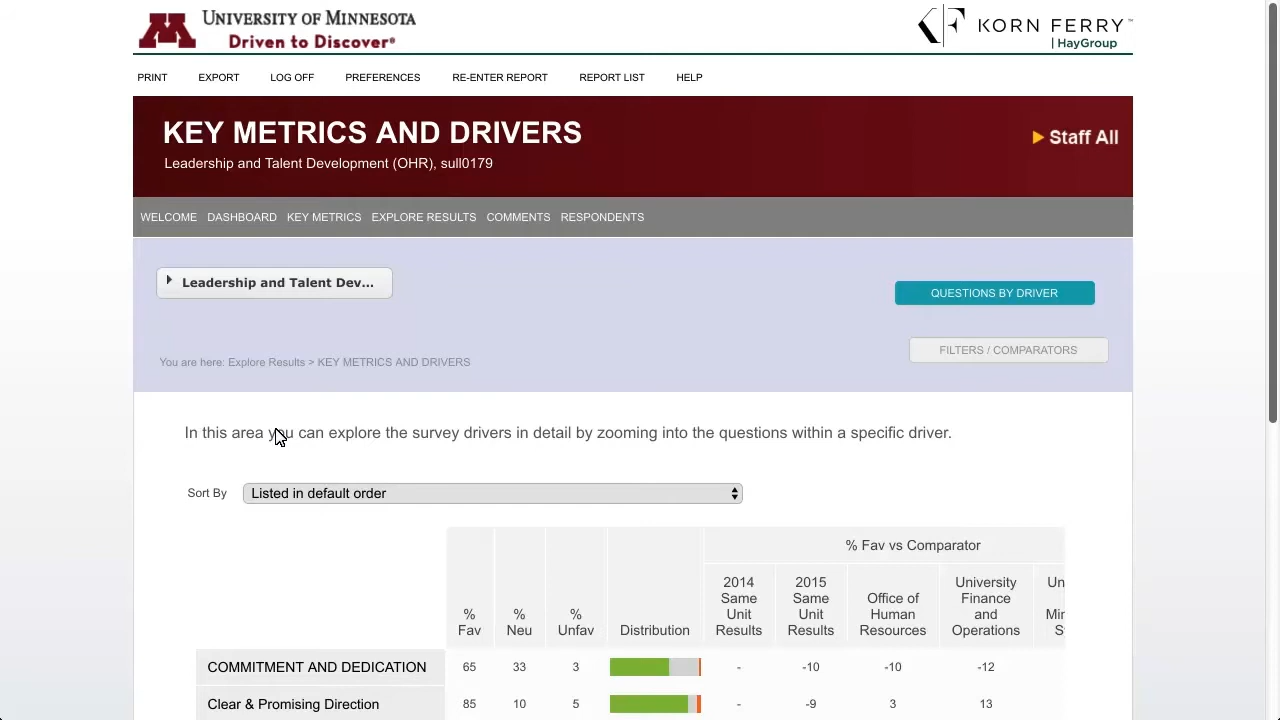 UNIVERSITY OF MINNESOTA
Driven to Discover®
KORN FERRY™
| HayGroup
PRINT EXPORT LOG OFF PREFERENCES RE-ENTER REPORT REPORT LIST HELP
KEY METRICS AND DRIVERS
Leadership and Talent Development (OHR), sull0179
Staff All
WELCOME DASHBOARD KEY METRICS EXPLORE RESULTS COMMENTS RESPONDENTS
Leadership and Talent Dev...
QUESTIONS BY DRIVER
You are here: Explore Results > KEY METRICS AND DRIVERS
FILTERS / COMPARATORS
In this area you can explore the survey drivers in detail by zooming into the questions within a specific driver.
Sort By Listed in default order
% Fav vs Comparator
% Fav
% Neu
% Unfav
Distribution
2014 Same Unit Results
2015 Same Unit Results
Office of Human Resources
University Finance and Operations
COMMITMENT AND DEDICATION 65 33 3 - -10 -10 -12
Clear & Promising Direction 85 10 5 - -9 3 13